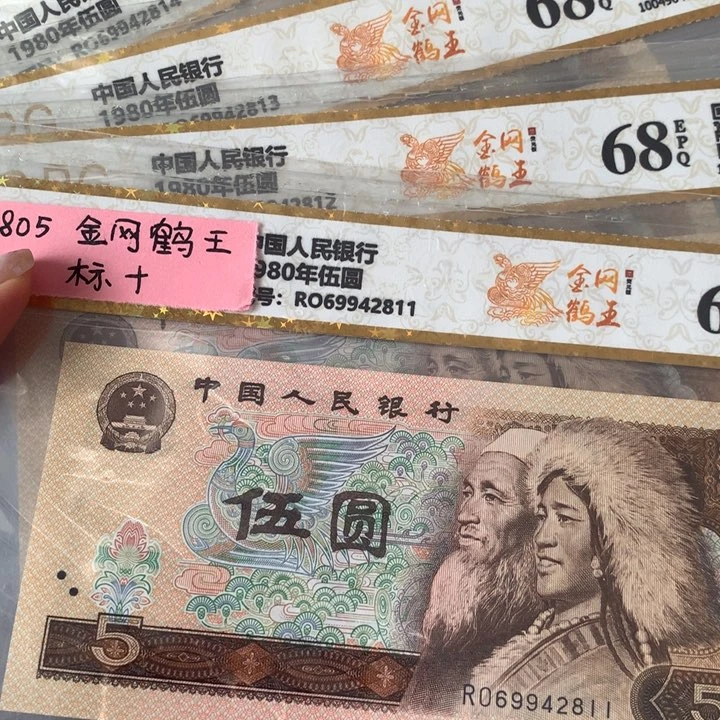 中国人民银行
1980年伍圆
RO69942814
金网
鹤王
68
Q
中国人民银行
1980年伍圆
RO69942813
金网
鹤王
68
EPQ
中国人民银行
1980年伍圆
金网
鹤王
805 金网鹤王
标十
中国人民银行
1980年伍圆
号: RO69942811
中国人民银行
伍圆
5
RO69942811
5